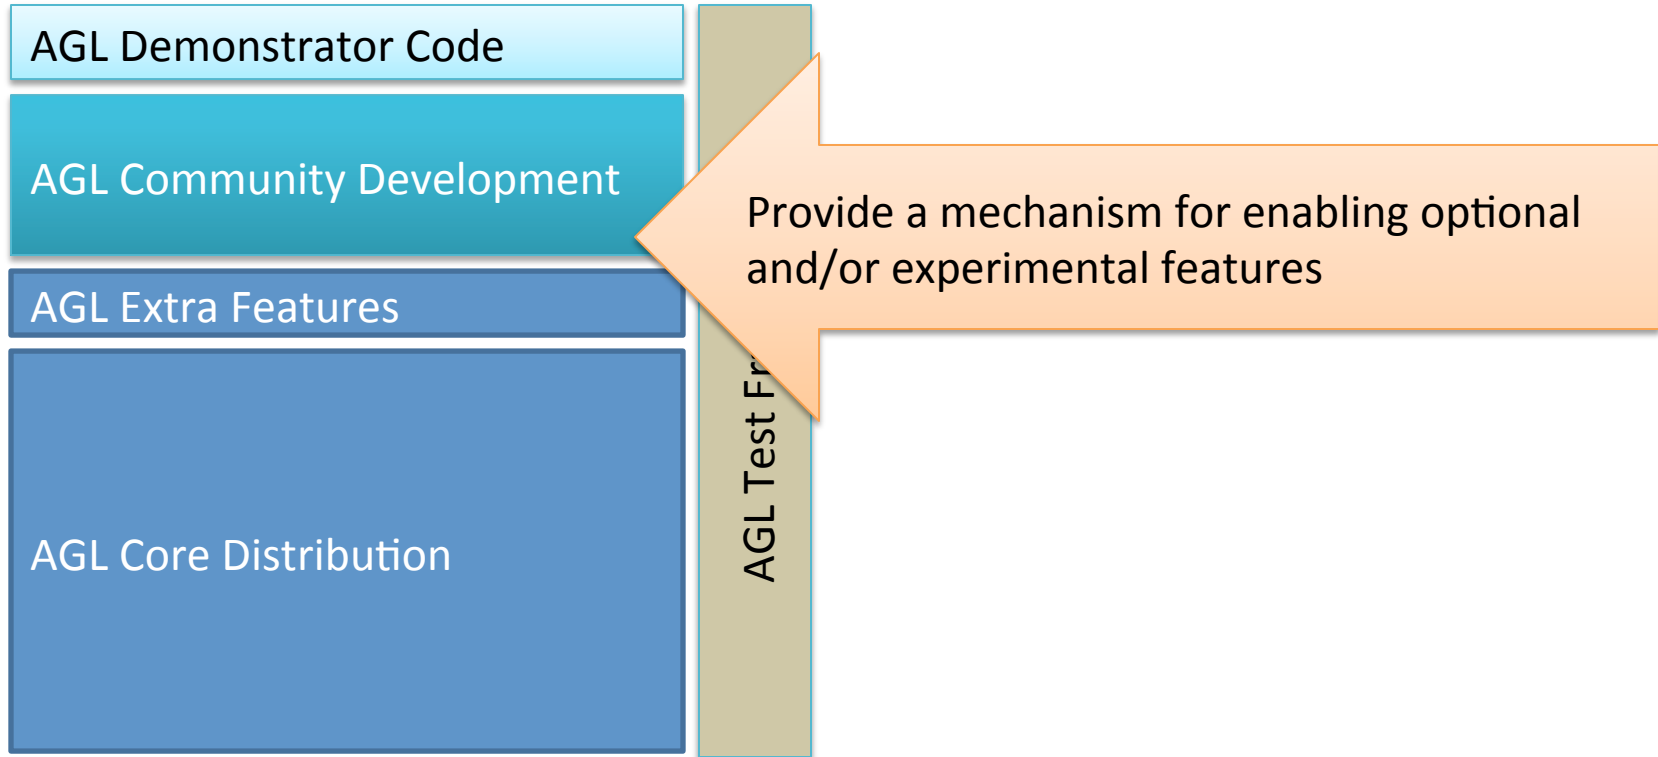 AGL Demonstrator Code
AGL Community Development
Provide a mechanism for enabling optional
and/or experimental features
AGL Extra Features
AGL Core Distribution
AGL Test